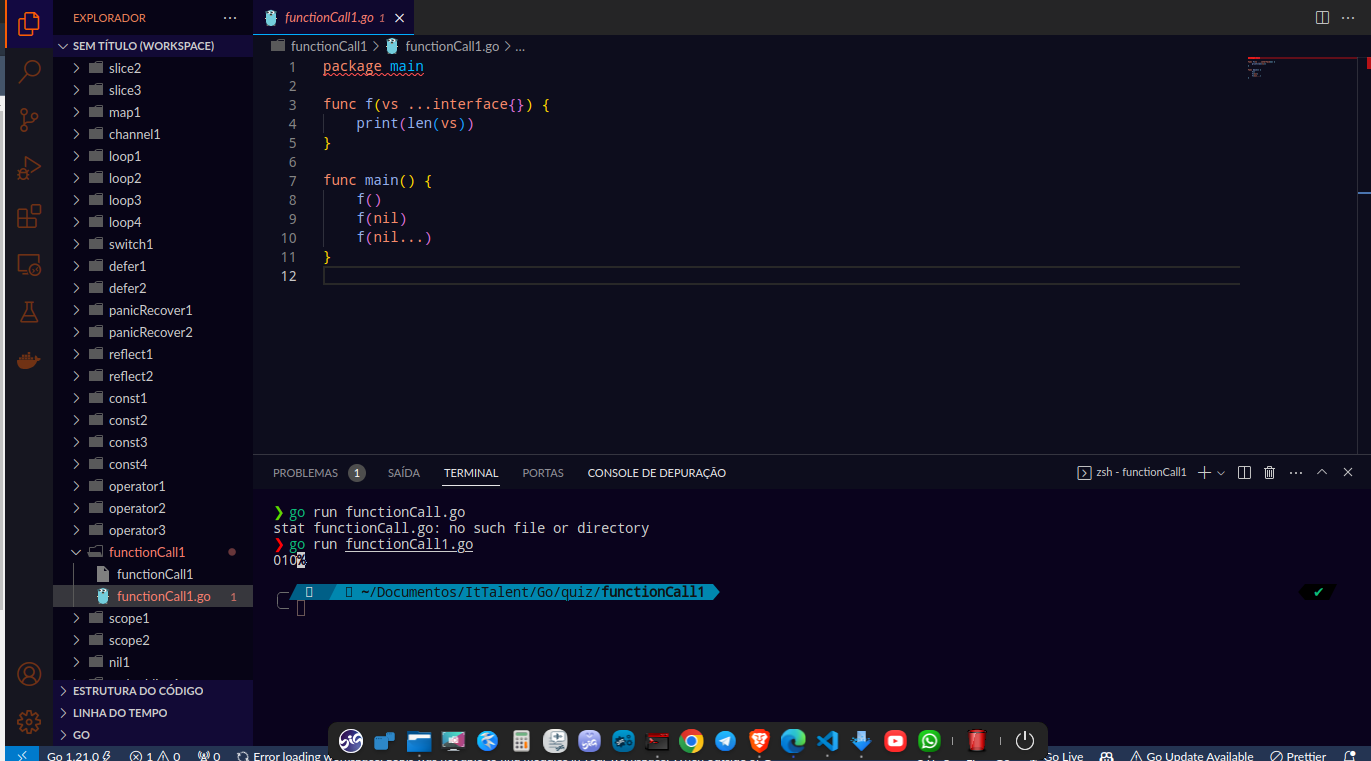 EXPLORADOR
SEM TÍTULO (WORKSPACE)
slice2
slice3
map1
channel1
loop1
loop2
loop3
loop4
switch1
defer1
defer2
panicRecover1
panicRecover2
reflect1
reflect2
const1
const2
const3
const4
operator1
operator2
operator3
functionCall1
functionCall1
functionCall1.go 1
scope1
scope2
nil1
ESTRUTURA DO CÓDIGO
LINHA DO TEMPO
GO
functionCall1.go 1
functionCall1 > functionCall1.go > ...
1 package main
2
3 func f(vs ...interface{}) {
4     print(len(vs))
5 }
6
7 func main() {
8     f()
9     f(nil)
10     f(nil...)
11 }
12
PROBLEMAS 1 SAÍDA TERMINAL PORTAS CONSOLE DE DEPURAÇÃO
zsh - functionCall1
❯ go run functionCall.go
stat functionCall.go: no such file or directory
❯ go run functionCall1.go
010%
~/Documentos/ItTalent/Go/quiz/functionCall1 ✔
Go 1.21.0 1 0 0 Error loading Go Live Go Update Available Prettier